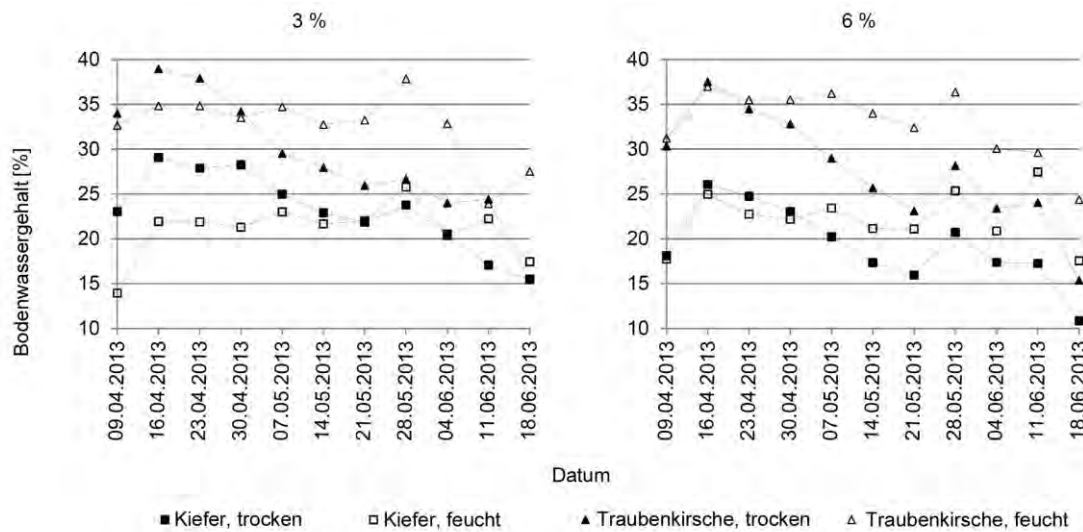 3 % 6 %
40 40
35 35
30 30
25 25
20 20
15 15
10 10
Bodenwassergehalt [%]
09.04.2013 16.04.2013 23.04.2013 30.04.2013 07.05.2013 14.05.2013 21.05.2013 28.05.2013 04.06.2013 11.06.2013 18.06.2013
09.04.2013 16.04.2013 23.04.2013 30.04.2013 07.05.2013 14.05.2013 21.05.2013 28.05.2013 04.06.2013 11.06.2013 18.06.2013
Datum
Kiefer, trocken Kiefer, feucht Traubenkirsche, trocken Traubenkirsche, feucht